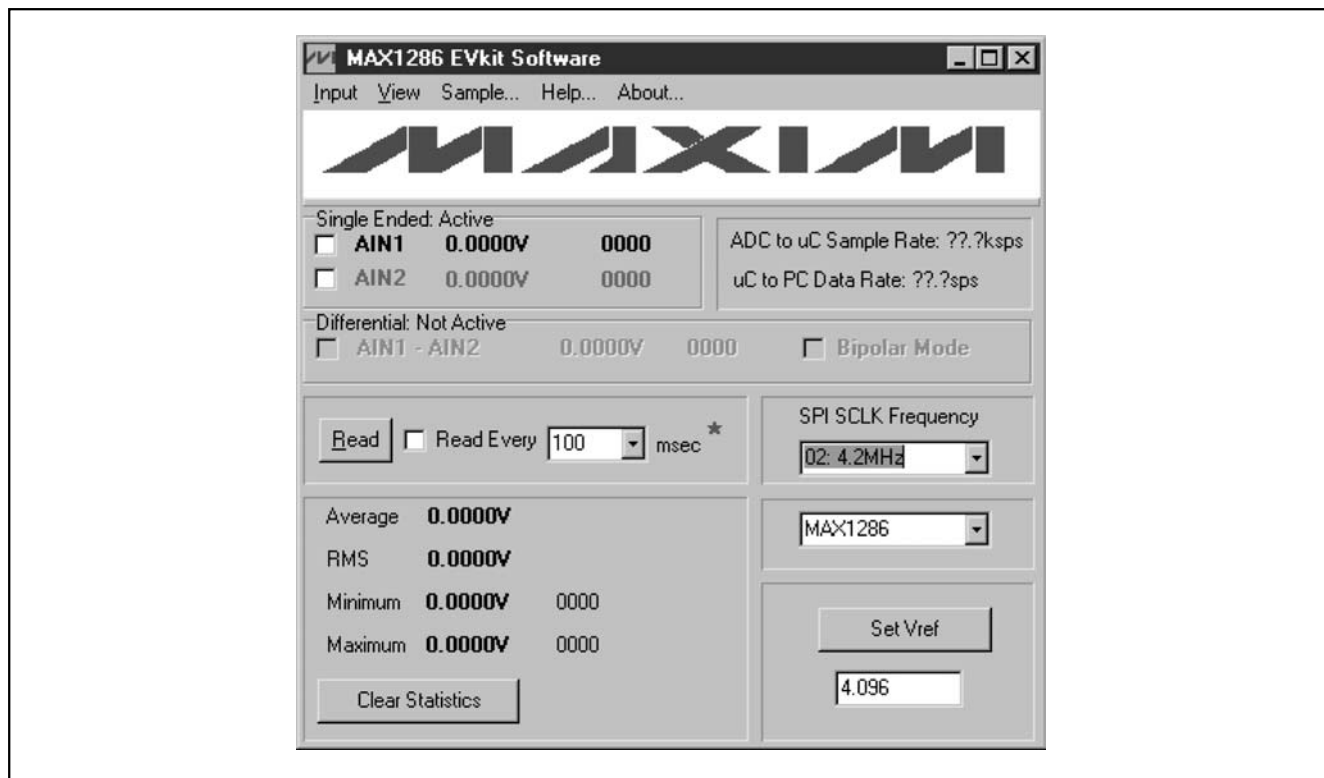 MAX1286 EVkit Software
Input View Sample... Help... About...
MAXIM
Single Ended: Active
AIN1 0.0000V 0000
AIN2 0.0000V 0000
ADC to uC Sample Rate: ??.?ksps
uC to PC Data Rate: ??.?sps
Differential: Not Active
AIN1 - AIN2 0.0000V 0000 Bipolar Mode
Read Read Every 100 msec *
SPI SCLK Frequency
02: 4.2MHz
Average 0.0000V
RMS 0.0000V
Minimum 0.0000V 0000
Maximum 0.0000V 0000
Clear Statistics
MAX1286
Set Vref
4.096